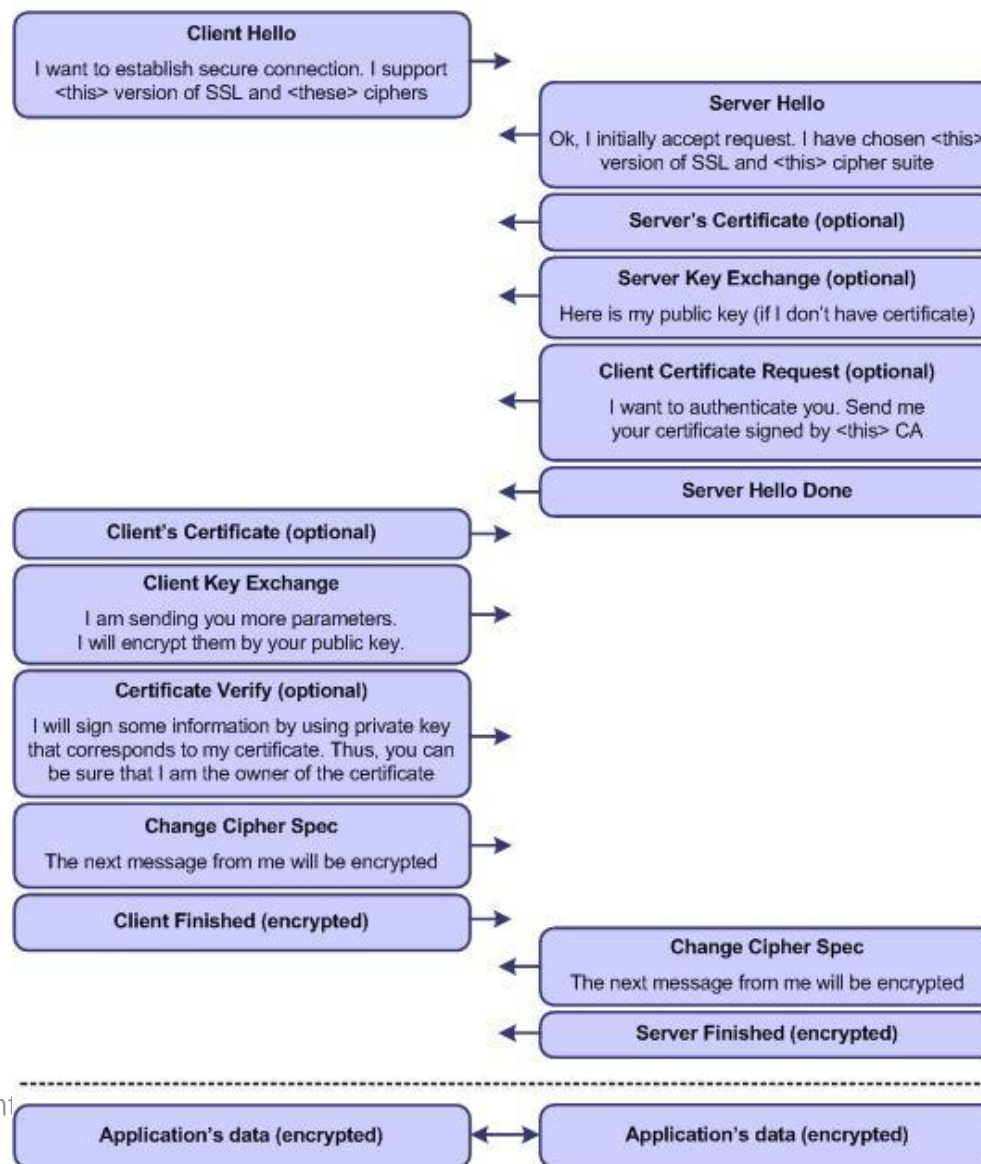 Client Hello
I want to establish secure connection. I support
<this> version of SSL and <these> ciphers
Server Hello
Ok, I initially accept request. I have chosen <this>
version of SSL and <this> cipher suite
Server's Certificate (optional)
Server Key Exchange (optional)
Here is my public key (if I don't have certificate)
Client Certificate Request (optional)
I want to authenticate you. Send me
your certificate signed by <this> CA
Server Hello Done
Client's Certificate (optional)
Client Key Exchange
I am sending you more parameters.
I will encrypt them by your public key.
Certificate Verify (optional)
I will sign some information by using private key
that corresponds to my certificate. Thus, you can
be sure that I am the owner of the certificate
Change Cipher Spec
The next message from me will be encrypted
Client Finished (encrypted)
Change Cipher Spec
The next message from me will be encrypted
Server Finished (encrypted)
Application's data (encrypted)
Application's data (encrypted)